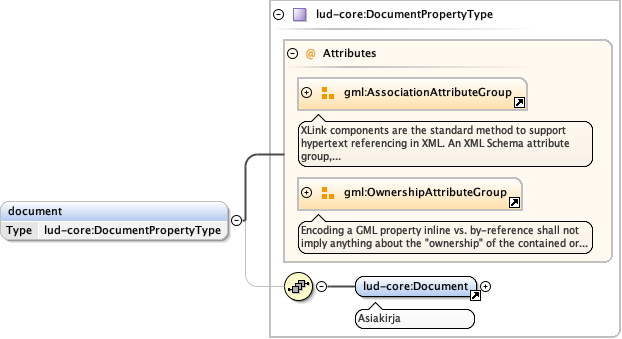 lud-core:DocumentPropertyType
@ Attributes
gml:AssociationAttributeGroup
XLink components are the standard method to support
hypertext referencing in XML. An XML Schema attribute
group,...
gml:OwnershipAttributeGroup
Encoding a GML property inline vs. by-reference shall not
imply anything about the "ownership" of the contained or...
document
Type lud-core:DocumentPropertyType
lud-core:Document
Asiakirja